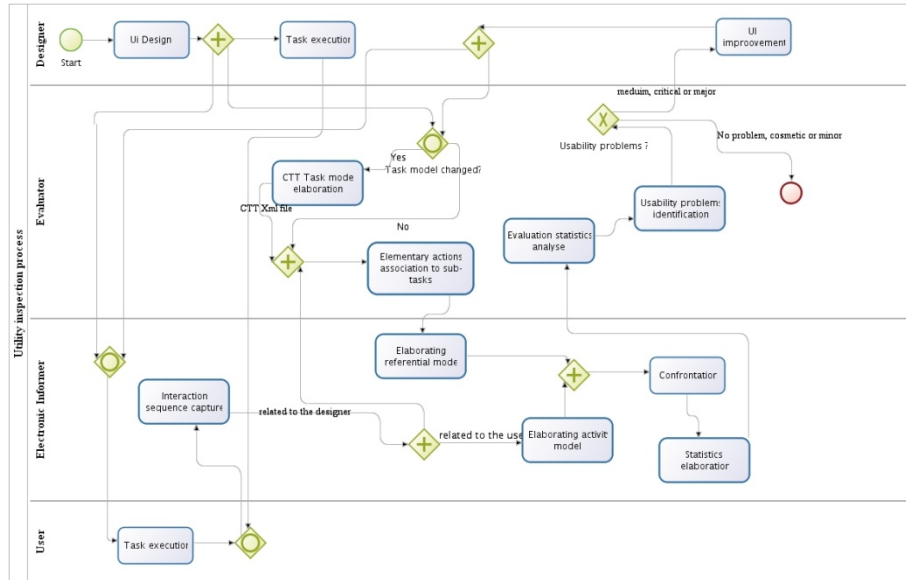 Utility inspection process
Designer
Start
Ui Design
Task execution
UI
improovement
Evaluator
meduim, critical or major
No problem, cosmetic or minor
Usability problems ?
Yes
Task model changed?
CTT Task mode
elaboration
CTT Xml file
No
Usability problems
identification
Evaluation statistics
analyse
Elementary actions
association to sub-
tasks
Electronic Informer
Elaborating
referential mode
Confrontation
Interaction
sequence capture
related to the designer
related to the use
Elaborating activit
model
Statistics
elaboration
User
Task execution